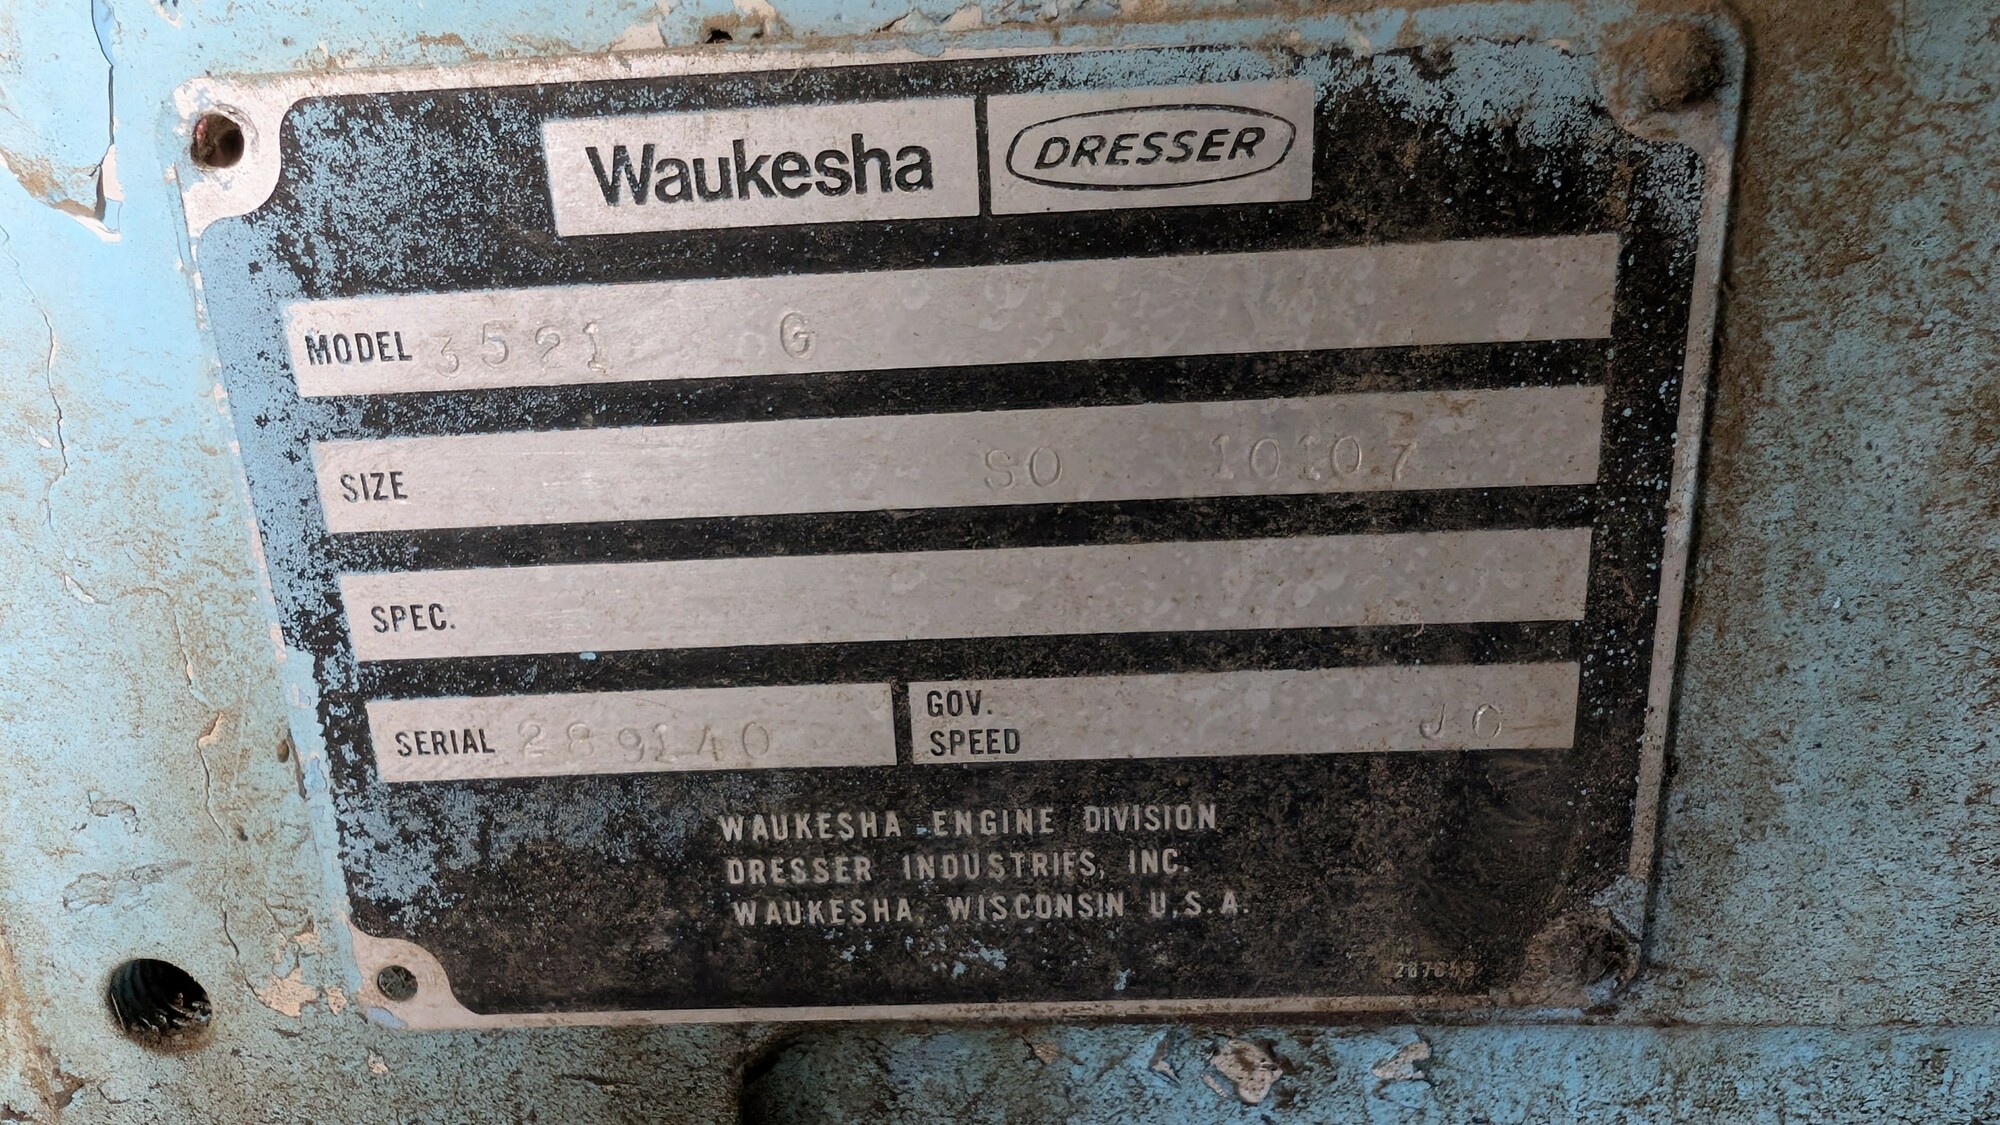 Waukesha DRESSER
MODEL 3521 G
SIZE SO 10107
SPEC.
SERIAL 289140
GOV. SPEED
WAUKESHA ENGINE DIVISION
DRESSER INDUSTRIES, INC.
WAUKESHA, WISCONSIN U.S.A.